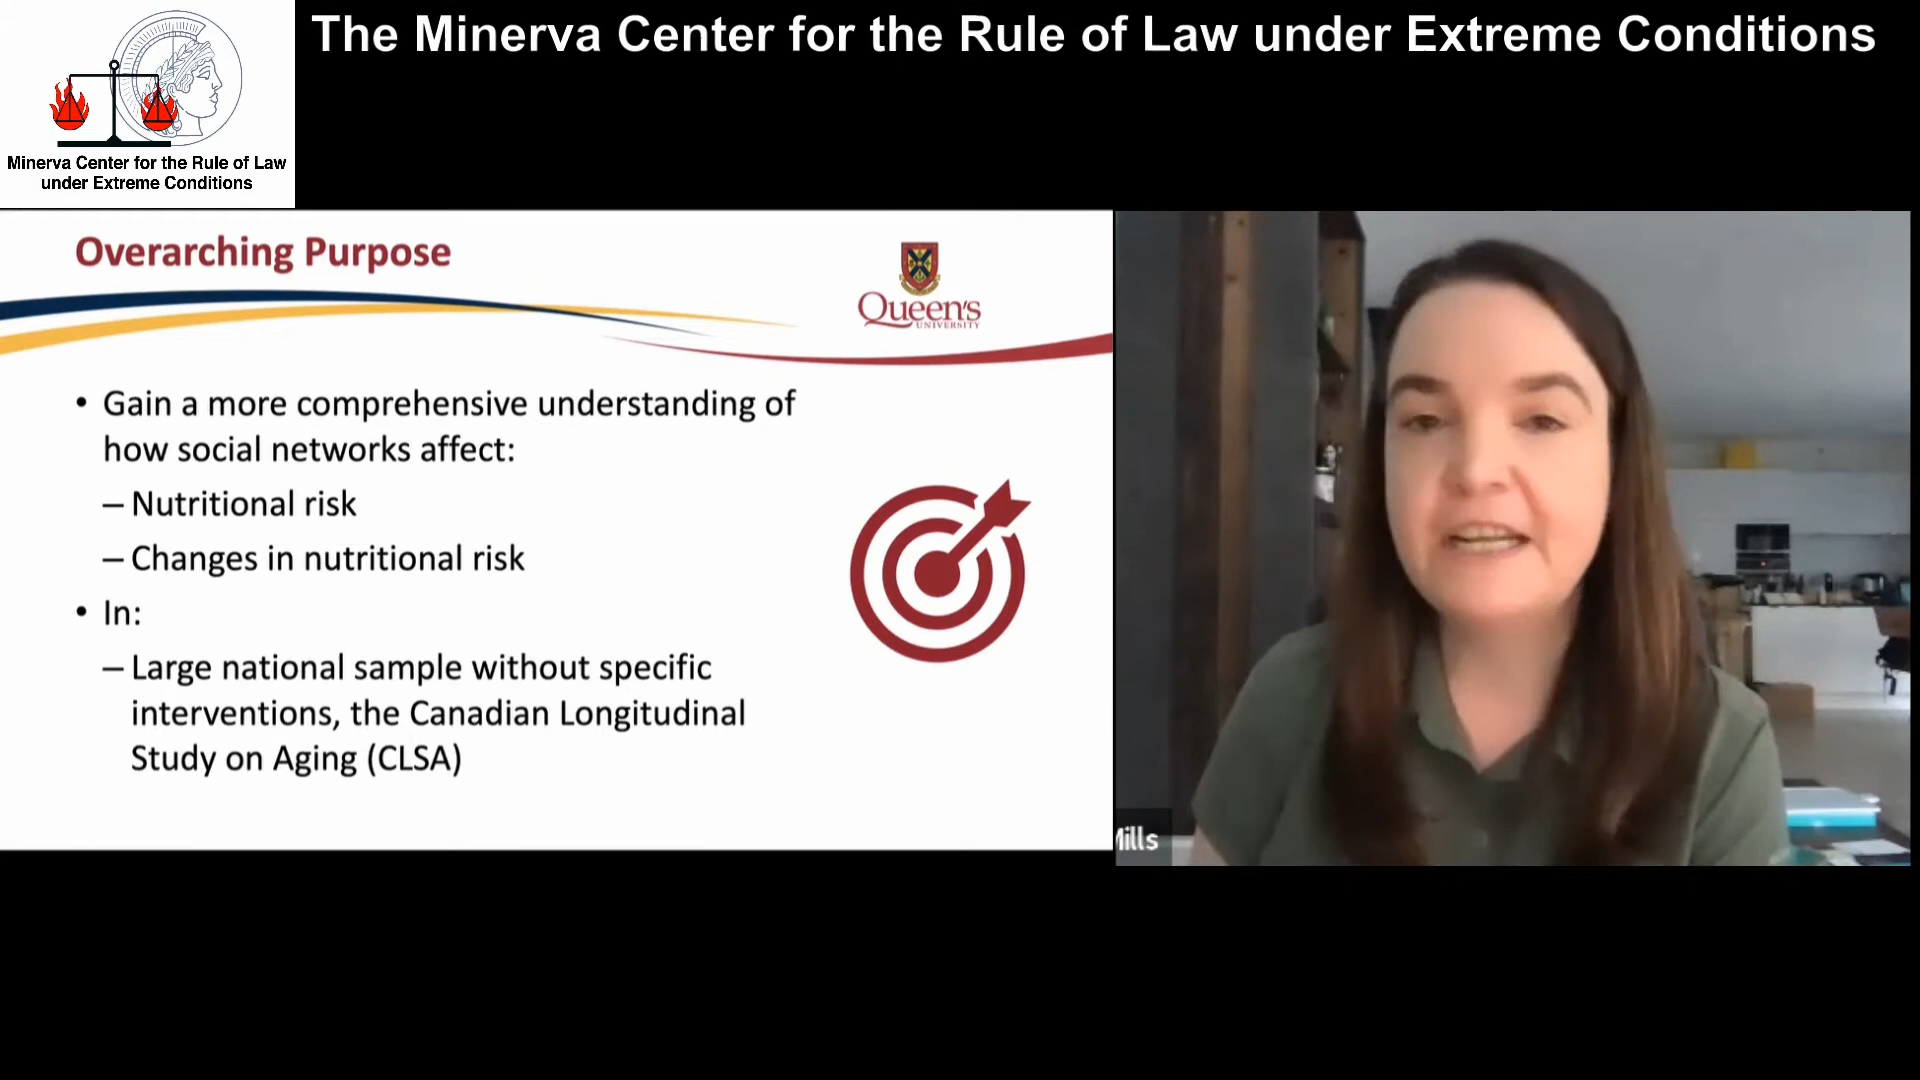 The Minerva Center for the Rule of Law under Extreme Conditions
Minerva Center for the Rule of Law
under Extreme Conditions
Overarching Purpose
Queen's
UNIVERSITY
• Gain a more comprehensive understanding of
how social networks affect:
– Nutritional risk
– Changes in nutritional risk
• In:
– Large national sample without specific
interventions, the Canadian Longitudinal
Study on Aging (CLSA)
Mills